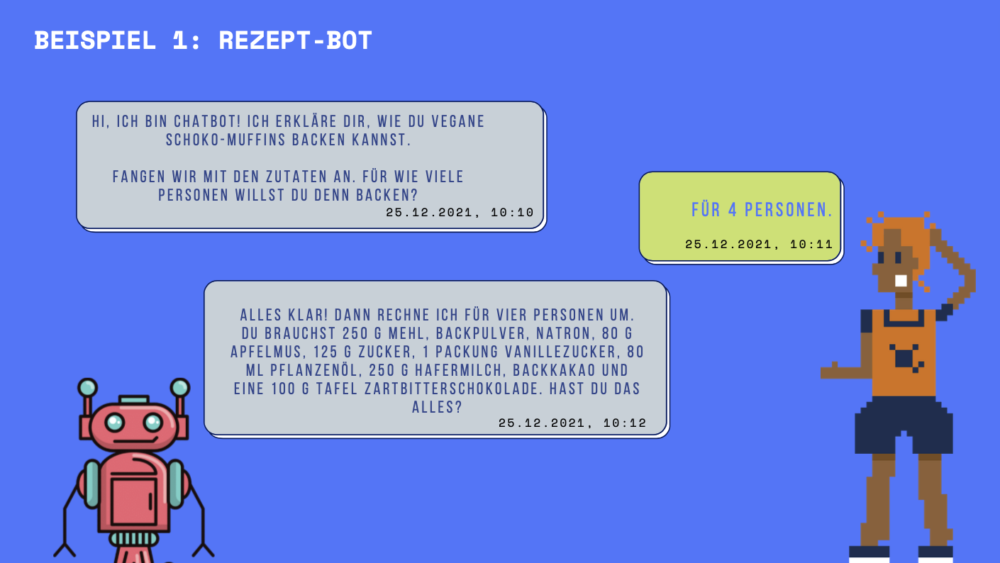 BEISPIEL 1: REZEPT-BOT
HI, ICH BIN CHATBOT! ICH ERKLÄRE DIR, WIE DU VEGANE
SCHOKO-MUFFINS BACKEN KANNST.
FANGEN WIR MIT DEN ZUTATEN AN. FÜR WIE VIELE
PERSONEN WILLST DU DENN BACKEN?
25.12.2021, 10:10
FÜR 4 PERSONEN.
25.12.2021, 10:11
ALLES KLAR! DANN RECHNE ICH FÜR VIER PERSONEN UM.
DU BRAUCHST 250 G MEHL, BACKPULVER, NATRON, 80 G
APFELMUS, 125 G ZUCKER, 1 PACKUNG VANILLEZUCKER, 80
ML PFLANZENÖL, 250 G HAFERMILCH, BACKKAKAO UND
EINE 100 G TAFEL ZARTBITTERSCHOKOLADE. HAST DU DAS
ALLES?
25.12.2021, 10:12